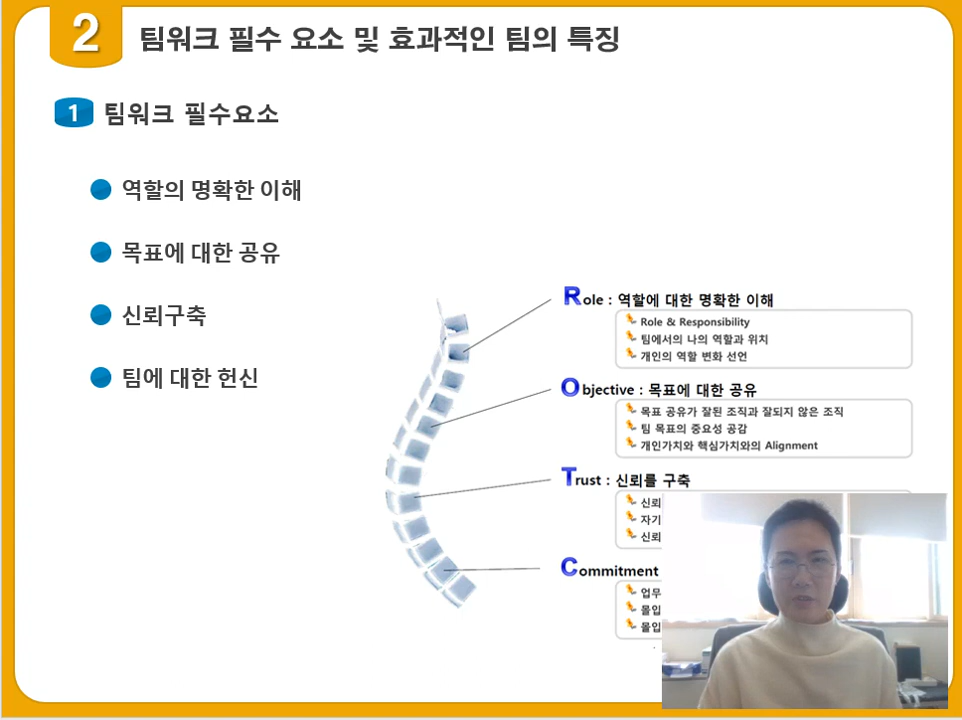 2 팀워크 필수 요소 및 효과적인 팀의 특징
1 팀워크 필수요소
역할의 명확한 이해
목표에 대한 공유
신뢰구축
팀에 대한 헌신
Role : 역할에 대한 명확한 이해
Role & Responsibility
팀에서의 나의 역할과 위치
개인의 역할 변화 선언
Objective : 목표에 대한 공유
목표 공유가 잘된 조직과 잘되지 않은 조직
팀 목표의 중요성 공감
개인가치와 핵심가치와의 Alignment
Trust : 신뢰를 구축
신뢰
자기
신뢰
Commitment
업무
몰입
몰입